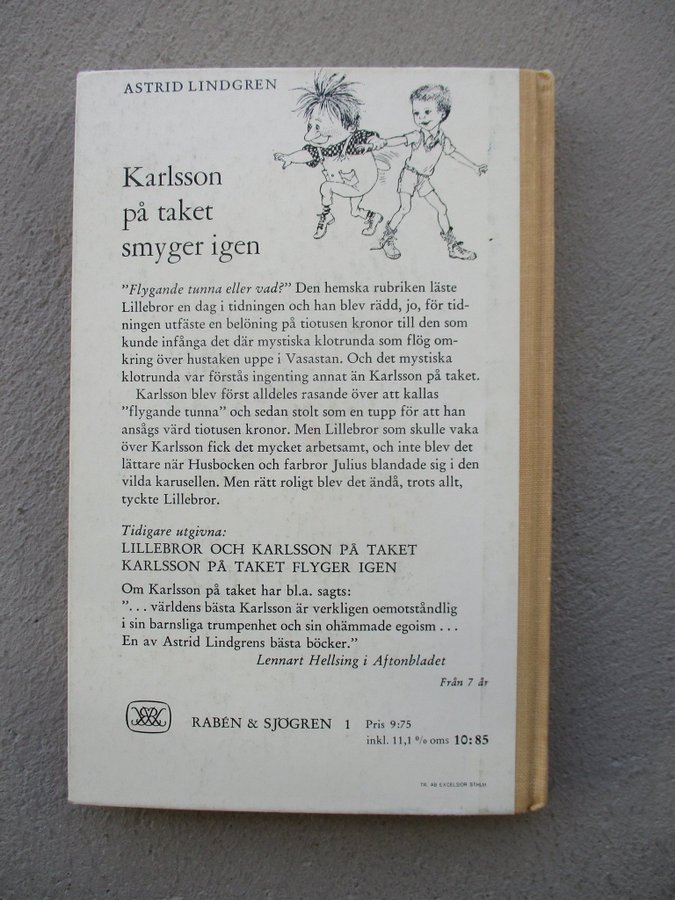 ASTRID LINDGREN
Karlsson
på taket
smyger igen
"Flygande tunna eller vad?" Den hemska rubriken läste
Lillebror en dag i tidningen och han blev rädd, jo, för tid-
ningen utfäste en belöning på tiotusen kronor till den som
kunde infånga det där mystiska klotrunda som flög om-
kring över hustaken uppe i Vasastan. Och det mystiska
klotrunda var förstås ingenting annat än Karlsson på taket.
Karlsson blev först alldeles rasande över att kallas
"flygande tunna" och sedan stolt som en tupp för att han
ansågs värd tiotusen kronor. Men Lillebror som skulle vaka
över Karlsson fick det mycket arbetsamt, och inte blev det
lättare när Husbocken och farbror Julius blandade sig i den
vilda karusellen. Men rätt roligt blev det ändå, trots allt,
tyckte Lillebror.
Tidigare utgivna:
LILLEBROR OCH KARLSSON PÅ TAKET
KARLSSON PÅ TAKET FLYGER IGEN
Om Karlsson på taket har bl.a. sagts:
"... världens bästa Karlsson är verkligen oemotståndlig
i sin barnsliga trumpenhet och sin ohämmade egoism ...
En av Astrid Lindgrens bästa böcker."
Lennart Hellsing i Aftonbladet
Från 7 år
RABÉN & SJÖGREN 1 Pris 9:75
inkl. 11,1 % oms 10:85
TR. AB EXCELSIOR STHLM